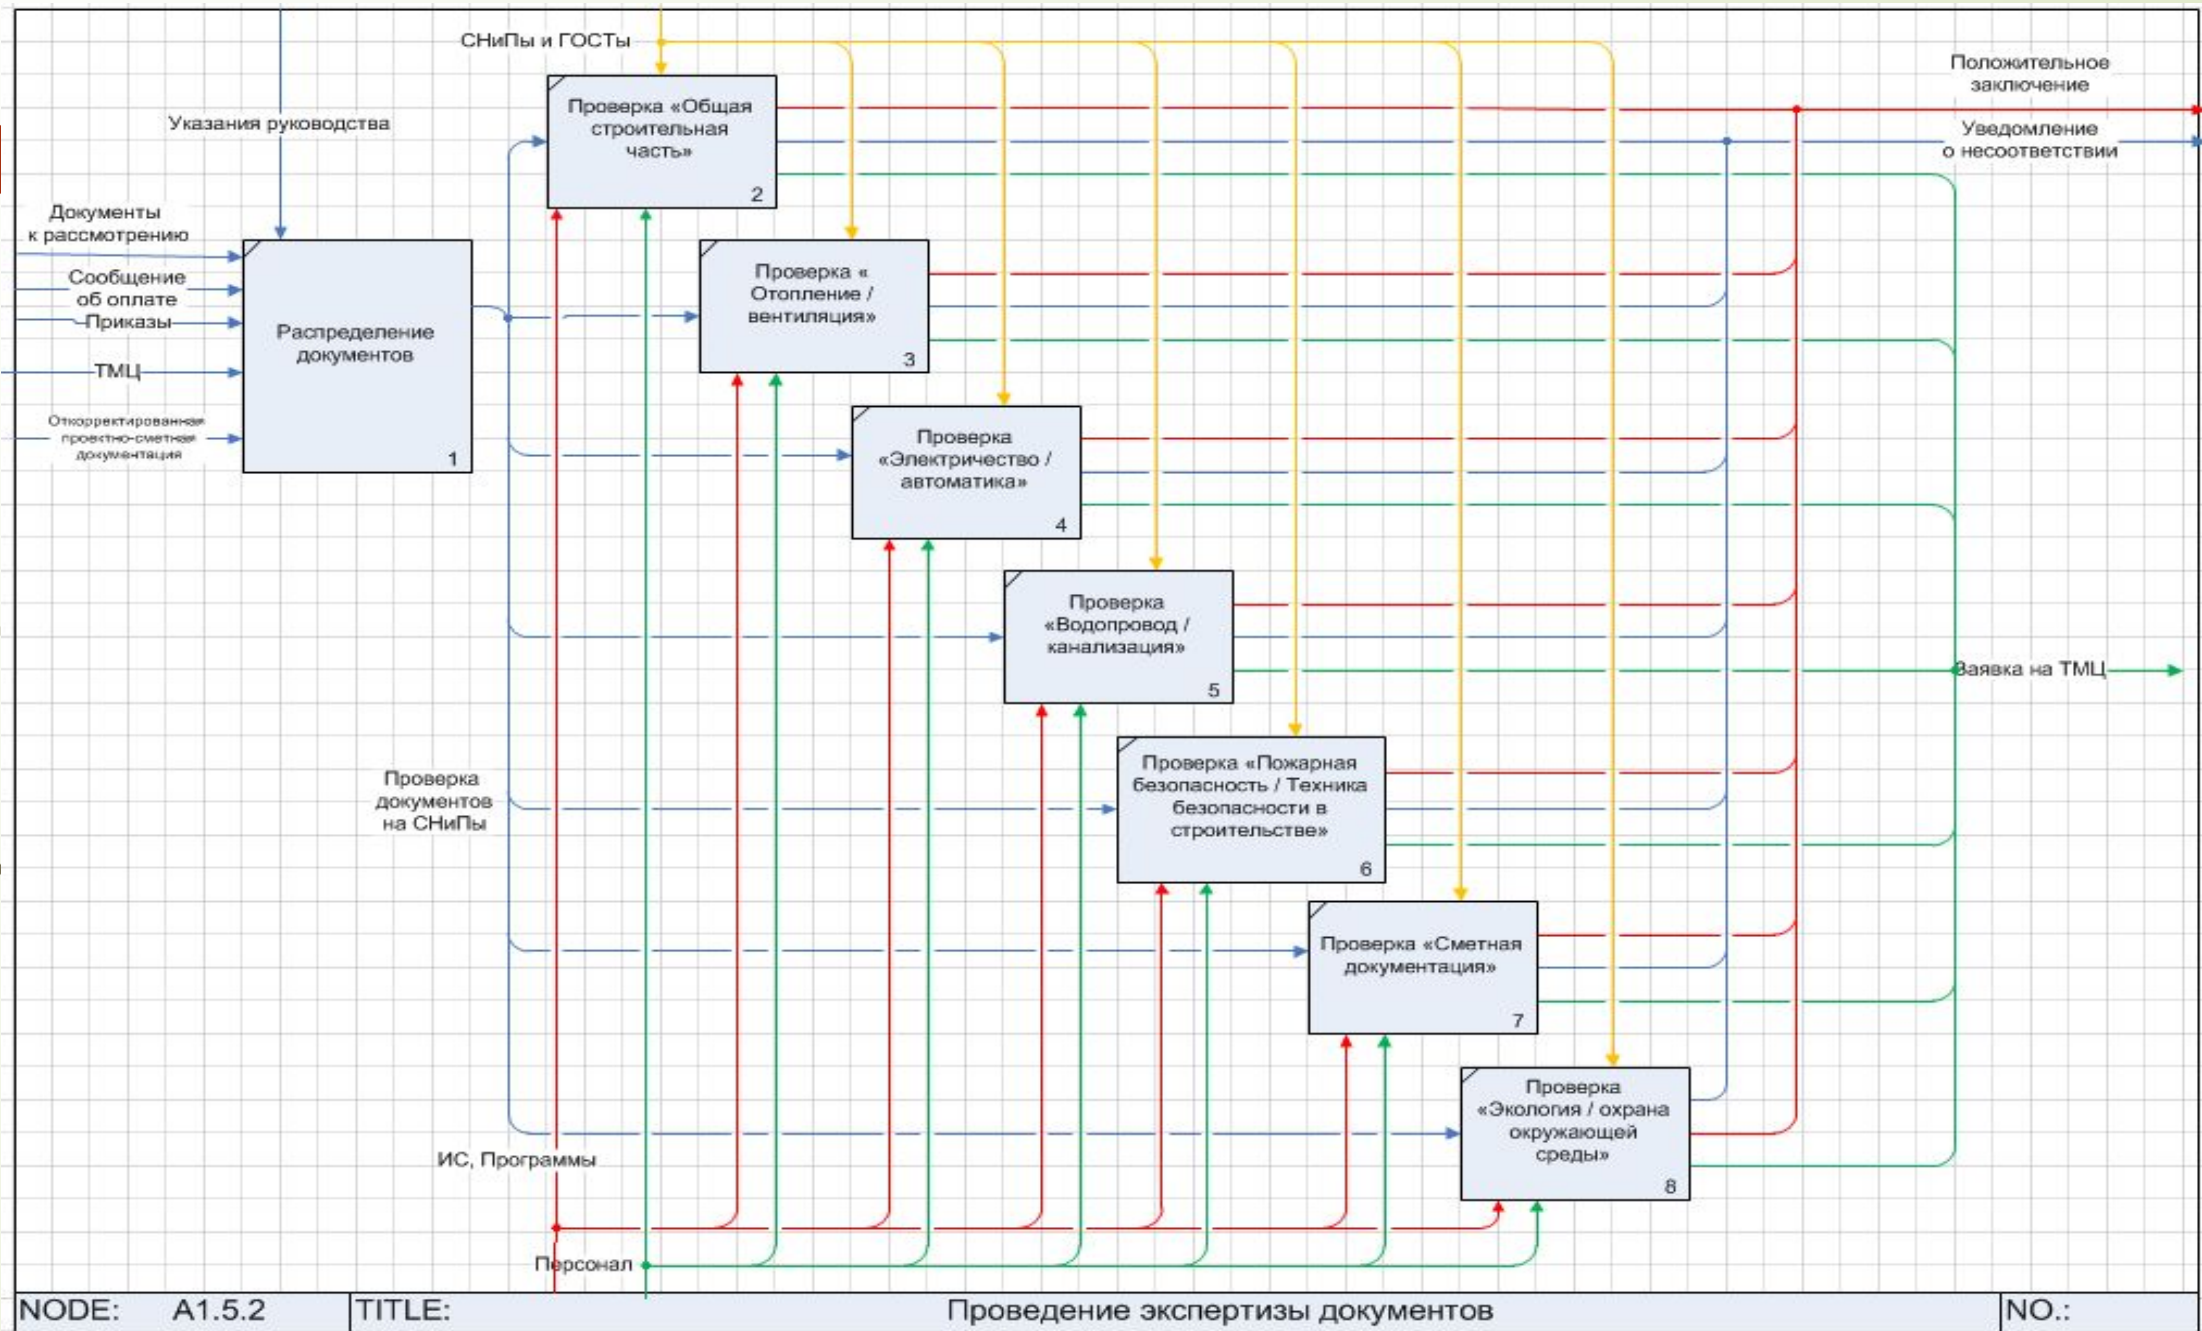 СНиПы и ГОСТы
Положительное
заключение
Указания руководства
Уведомление
о несоответствии
Проверка «Общая
строительная
часть»
2
Документы
к рассмотрению
Сообщение
об оплате
Приказы
ТМЦ
Откорректированная
проектно-сметная
документация
Распределение
документов
1
Проверка «
Отопление /
вентиляция»
3
Проверка
«Электричество /
автоматика»
4
Проверка
«Водопровод /
канализация»
5
Заявка на ТМЦ
Проверка
документов
на СНиПы
Проверка «Пожарная
безопасность / Техника
безопасности в
строительстве»
6
Проверка «Сметная
документация»
7
Проверка
«Экология / охрана
окружающей
среды»
8
ИС, Программы
Персонал
NODE: A1.5.2 TITLE: Проведение экспертизы документов NO.: